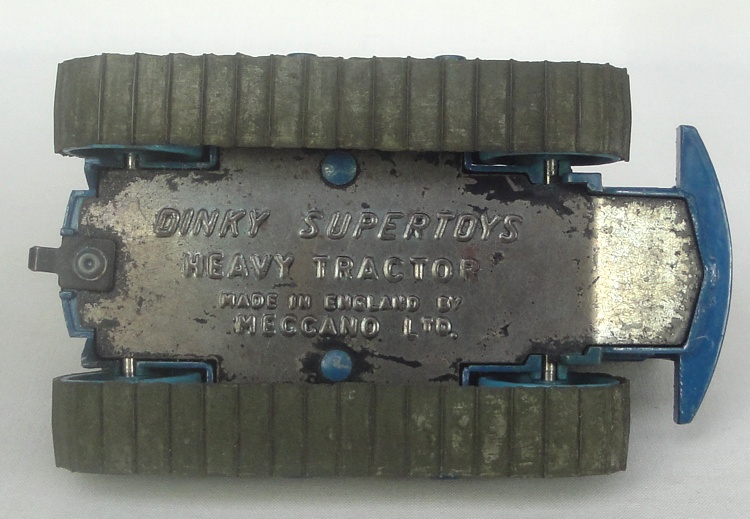 DINKY SUPERTOYS
HEAVY TRACTOR
MADE IN ENGLAND BY
MECCANO LTD.